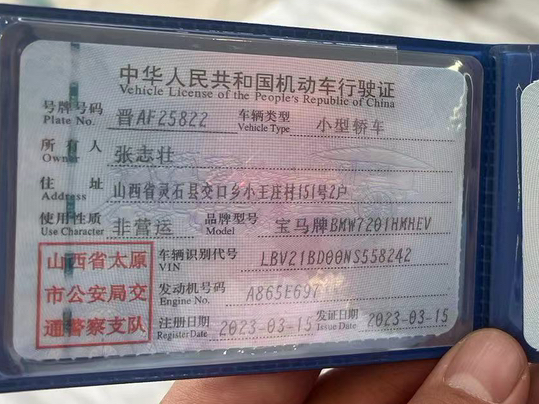 中华人民共和国机动车行驶证
Vehicle License of the People's Republic of China
号牌号码 晋AF25822 车辆类型 小型轿车
Plate No. Vehicle Type
所有人 张志壮
Owner
住址 山西省灵石县交口乡小王庄村151号2户
Address
使用性质 非营运 品牌型号 宝马牌BMW7201HMHEV
Use Character Model
山西省太原 车辆识别代号 LBV21BD00NS558242
VIN
市公安局交 发动机号码 A865E697
Engine No.
通警察支队 注册日期 2023-03-15 发证日期 2023-03-15
Register Date Issue Date